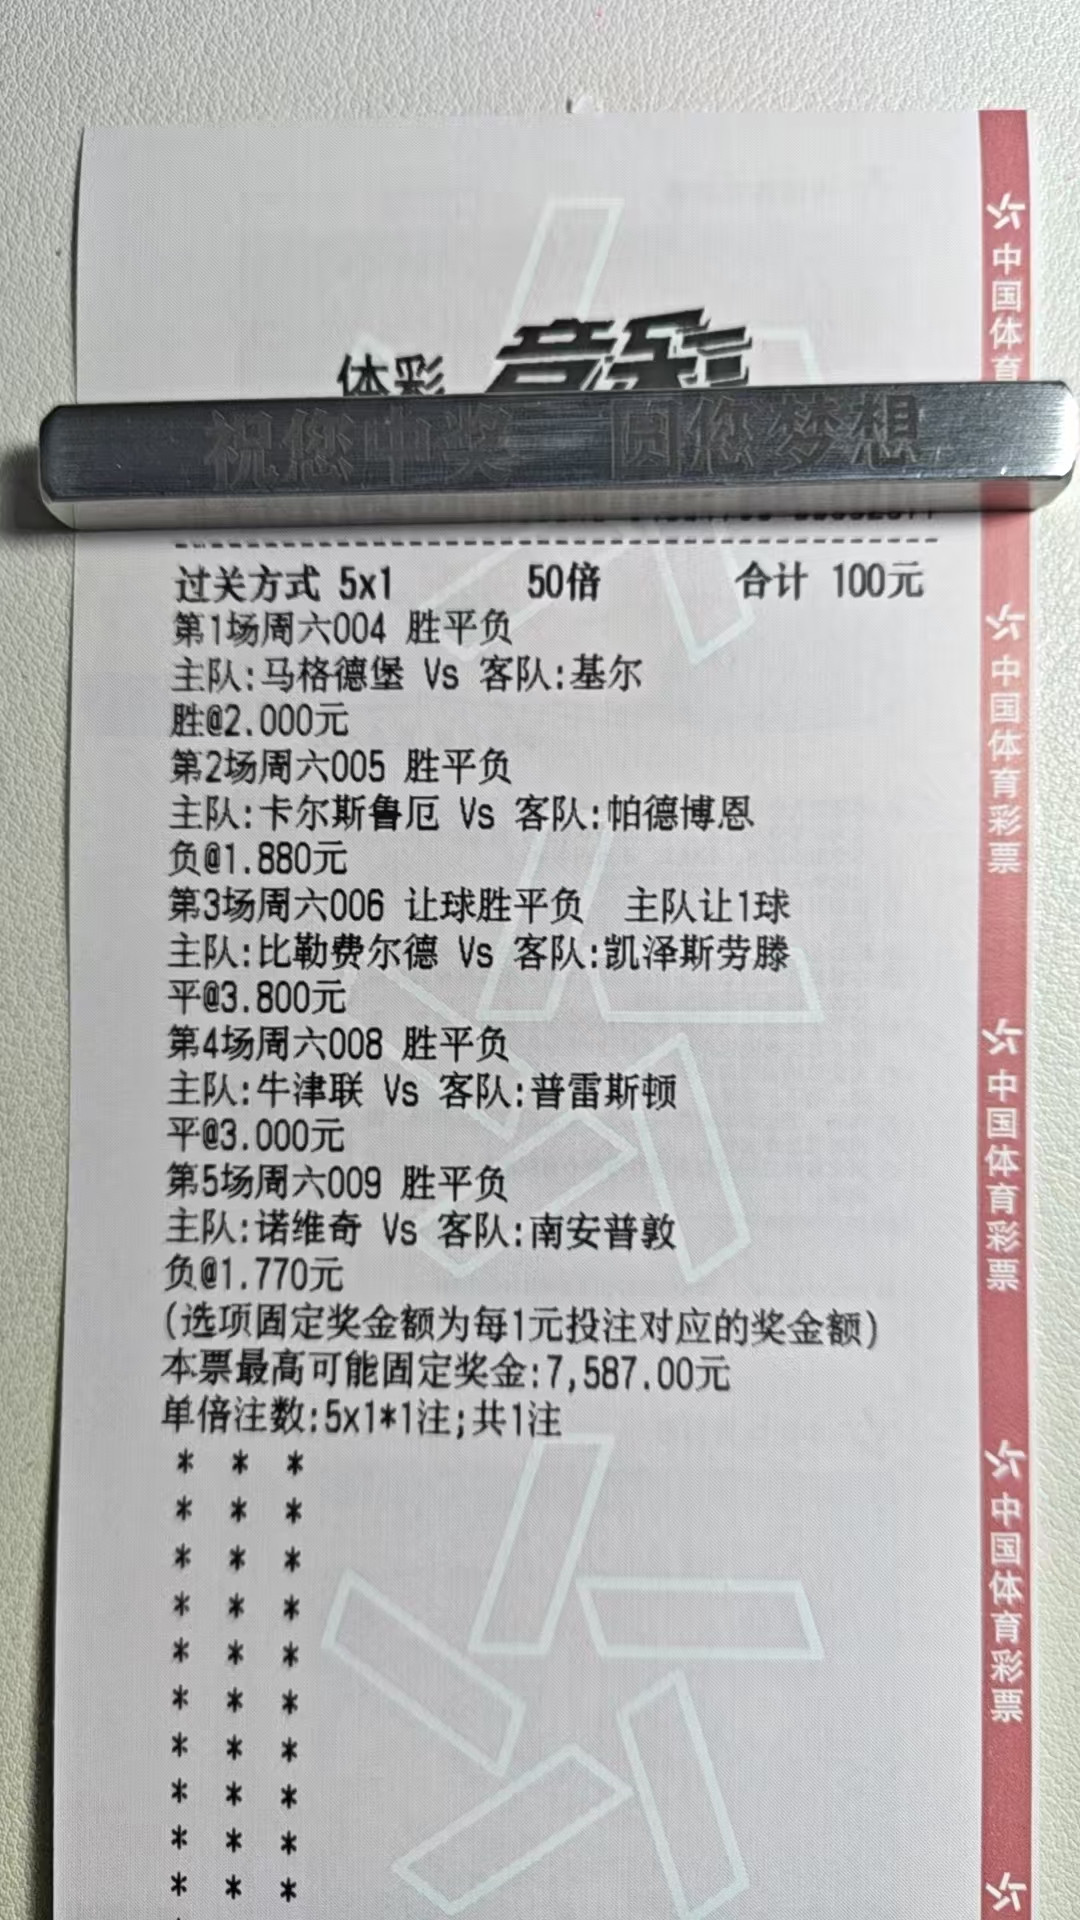 体彩 竞彩
祝您中奖 圆您梦想
过关方式 5x1 50倍 合计 100元
第1场周六004 胜平负
主队:马格德堡 Vs 客队:基尔
胜@2.000元
第2场周六005 胜平负
主队:卡尔斯鲁厄 Vs 客队:帕德博恩
负@1.880元
第3场周六006 让球胜平负 主队让1球
主队:比勒费尔德 Vs 客队:凯泽斯劳滕
平@3.800元
第4场周六008 胜平负
主队:牛津联 Vs 客队:普雷斯顿
平@3.000元
第5场周六009 胜平负
主队:诺维奇 Vs 客队:南安普敦
负@1.770元
(选项固定奖金额为每1元投注对应的奖金额)
本票最高可能固定奖金:7,587.00元
单倍注数:5x1*1注;共1注
* * *
* * *
* * *
* * *
* * *
* * *
* * *
* * *
* * *
* * *
中国体育
中国体育彩票
中国体育彩票
中国体育彩票